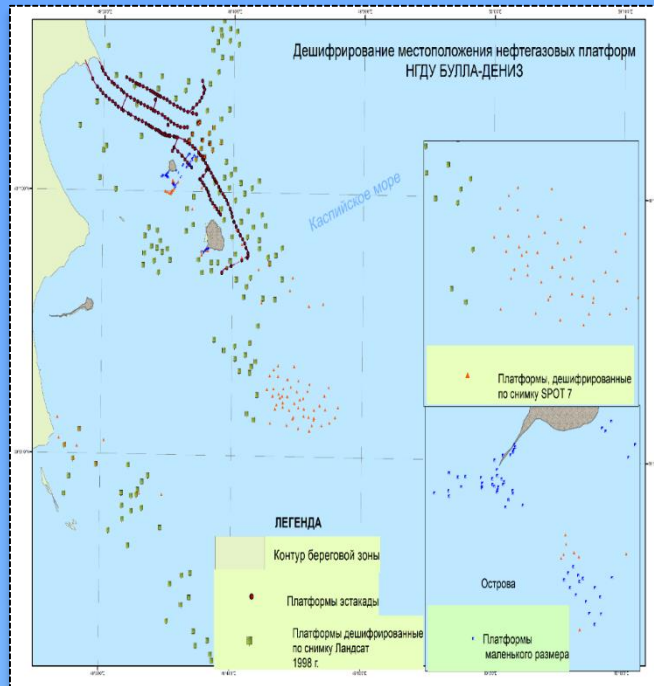 Дешифрирование местоположения нефтегазовых платформ
НГДУ БУЛЛА-ДЕНИЗ
Каспийское море
Платформы, дешифрированные
по снимку SPOT 7
ЛЕГЕНДА
Контур береговой зоны
Платформы эстакады
Платформы дешифрированные
по снимку Ландсат
1998 г.
Острова
Платформы
маленького размера